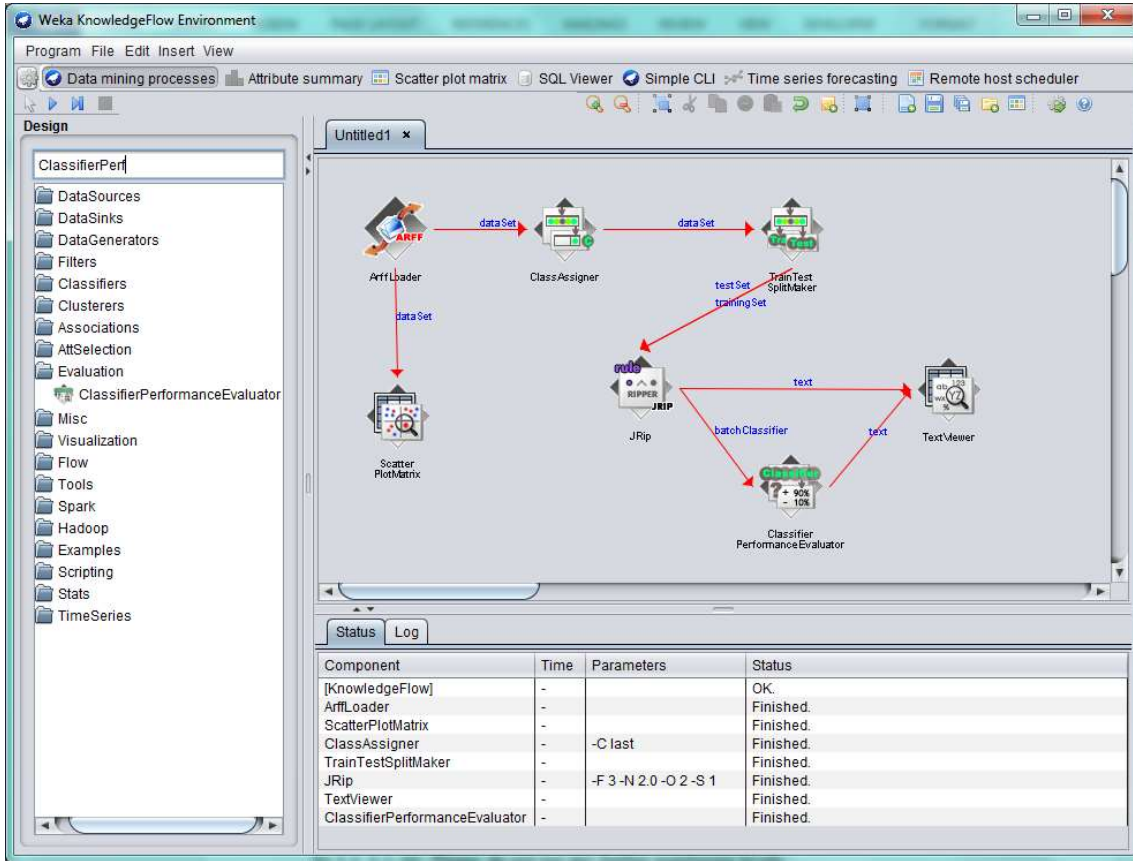 Weka KnowledgeFlow Environment
Program File Edit Insert View
Data mining processes Attribute summary Scatter plot matrix SQL Viewer Simple CLI Time series forecasting Remote host scheduler
Design
Untitled1
ClassifierPerf
DataSources
DataSinks
DataGenerators
Filters
Classifiers
Clusterers
Associations
AttSelection
Evaluation
ClassifierPerformanceEvaluator
Misc
Visualization
Flow
Tools
Spark
Hadoop
Examples
Scripting
Stats
TimeSeries
ARFF
ArffLoader
dataSet
ClassAssigner
dataSet
TrainTest
SplitMaker
dataSet
testSet
trainingSet
Scatter
PlotMatrix
rule
RIPPER
JRIP
JRip
text
batchClassifier
text
TextViewer
Classifier
+ 90%
- 10%
Classifier
PerformanceEvaluator
Status Log
Component Time Parameters Status
[KnowledgeFlow] - OK.
ArffLoader - Finished.
ScatterPlotMatrix - Finished.
ClassAssigner - -C last Finished.
TrainTestSplitMaker - Finished.
JRip - -F 3 -N 2.0 -O 2 -S 1 Finished.
TextViewer - Finished.
ClassifierPerformanceEvaluator - Finished.